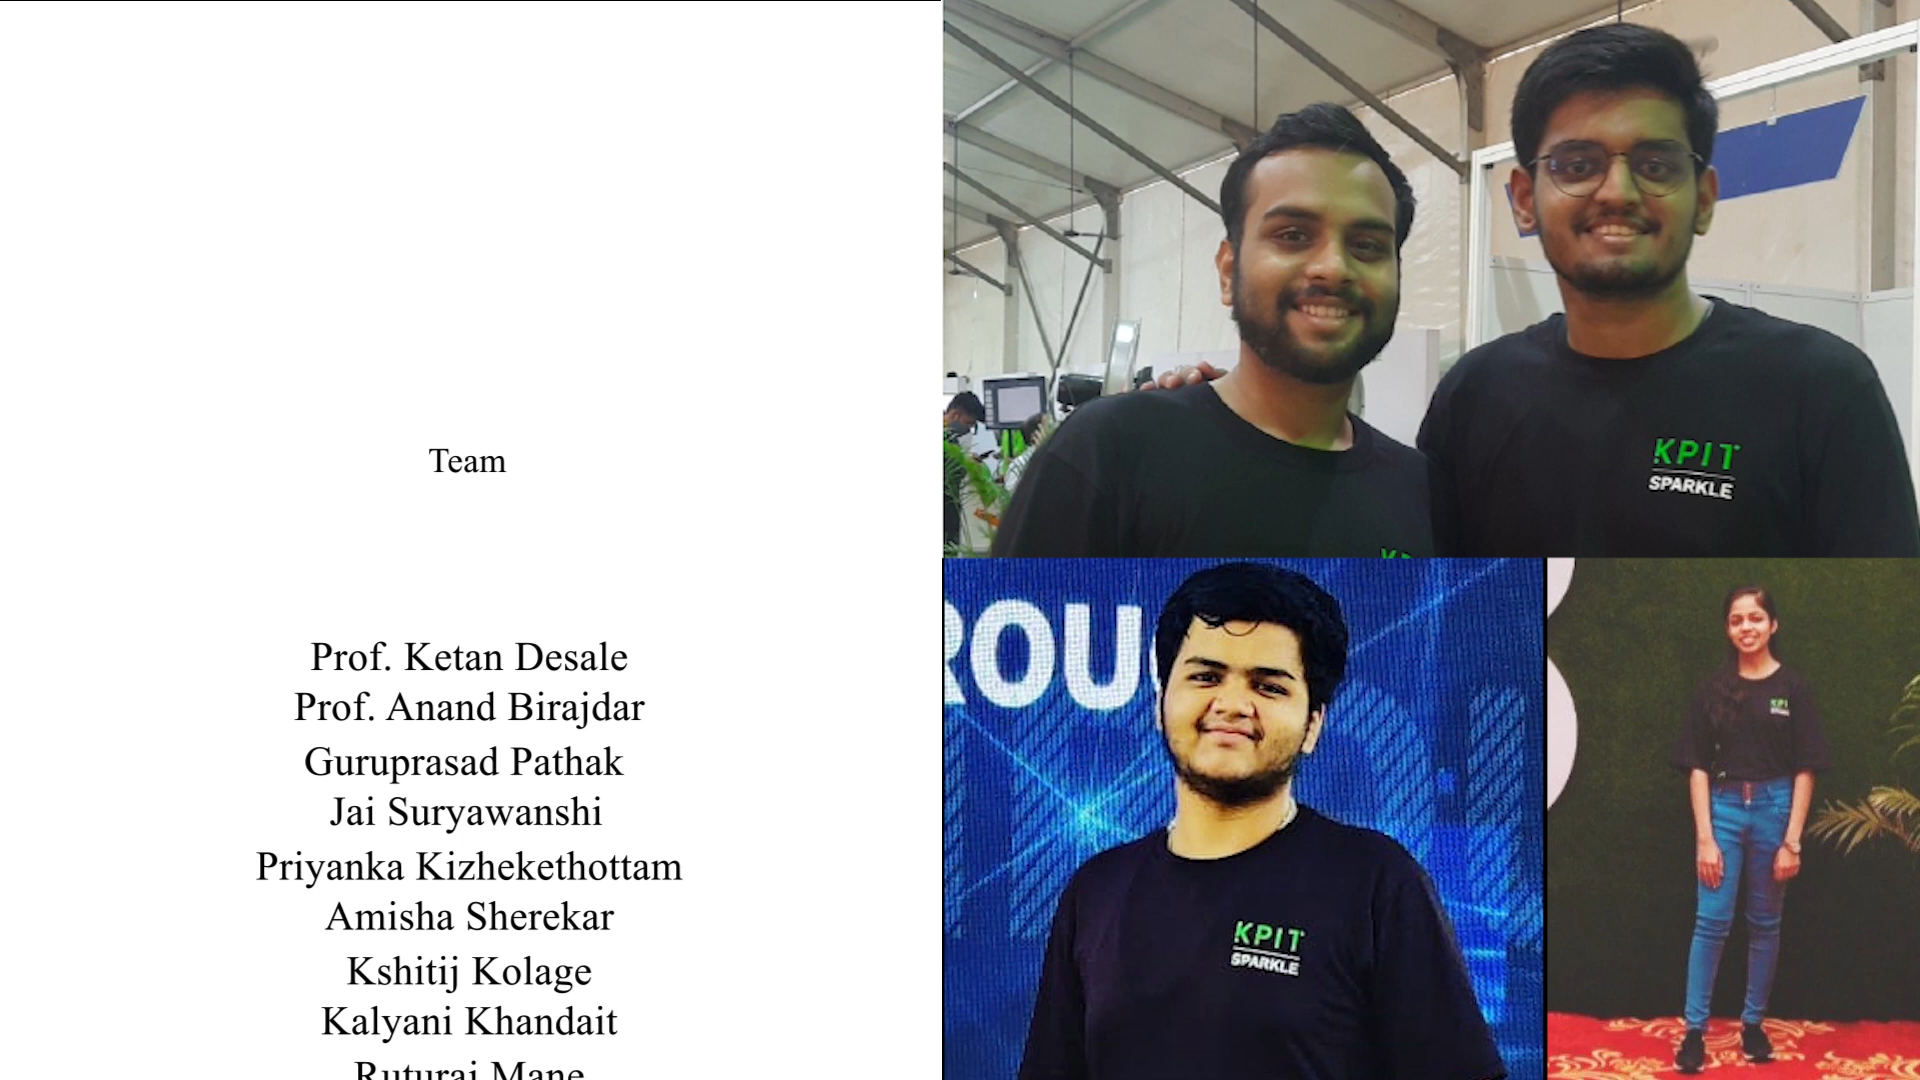 Team
Prof. Ketan Desale
Prof. Anand Birajdar
Guruprasad Pathak
Jai Suryawanshi
Priyanka Kizhekethottam
Amisha Sherekar
Kshitij Kolage
Kalyani Khandait
Ruturaj Mane
KPIT
SPARKLE
ROU
KPIT
SPARKLE